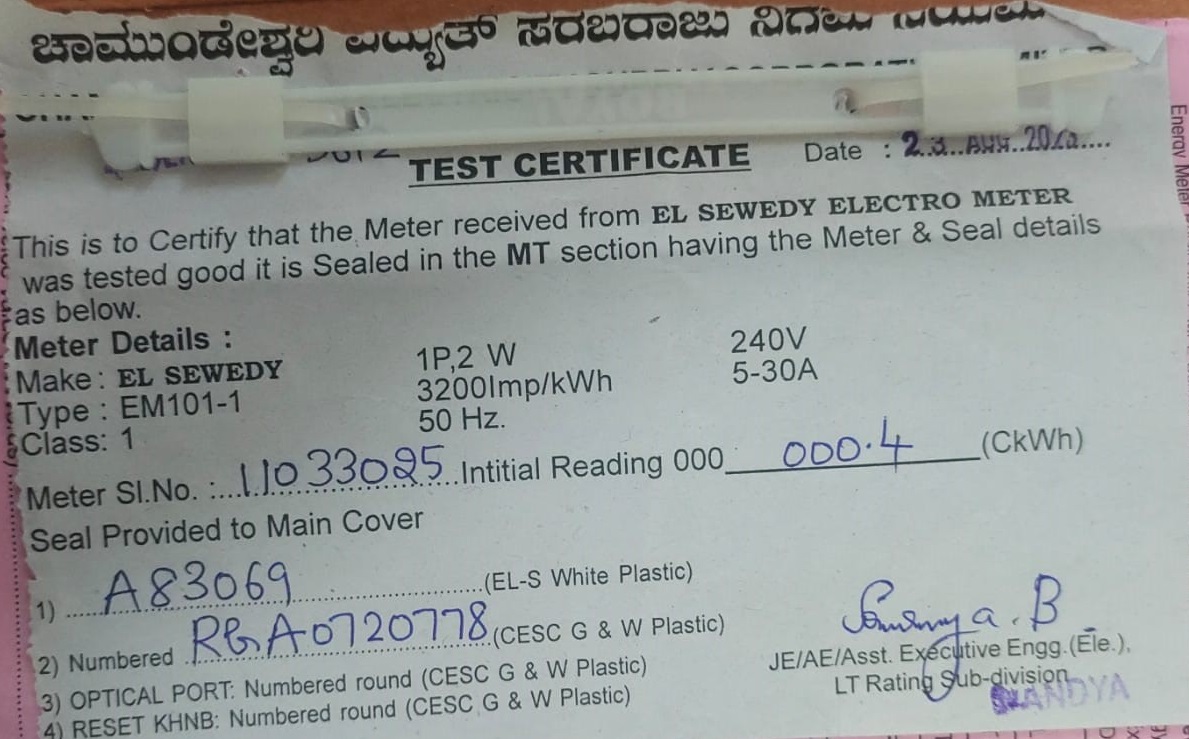 ಚಾಮುಂಡೇಶ್ವರಿ ವಿದ್ಯುತ್ ಸರಬರಾಜು ನಿಗಮ
TEST CERTIFICATE Date : 23 AUG
This is to Certify that the Meter received from EL SEWEDY ELECTRO METER
was tested good it is Sealed in the MT section having the Meter & Seal details
as below.
Meter Details :
Make : EL SEWEDY 1P,2 W 240V
Type : EM101-1 3200Imp/kWh 5-30A
Class: 1 50 Hz.
Meter Sl.No. : 11033025 Intitial Reading 000 000.4 (CkWh)
Seal Provided to Main Cover
1) A83069 (EL-S White Plastic)
2) Numbered RGA0720778 (CESC G & W Plastic)
3) OPTICAL PORT: Numbered round (CESC G & W Plastic)
4) RESET KHNB: Numbered round (CESC G & W Plastic)
JE/AE/Asst. Executive Engg.(Ele.),
LT Rating Sub-division
MANDYA
Energy Meter